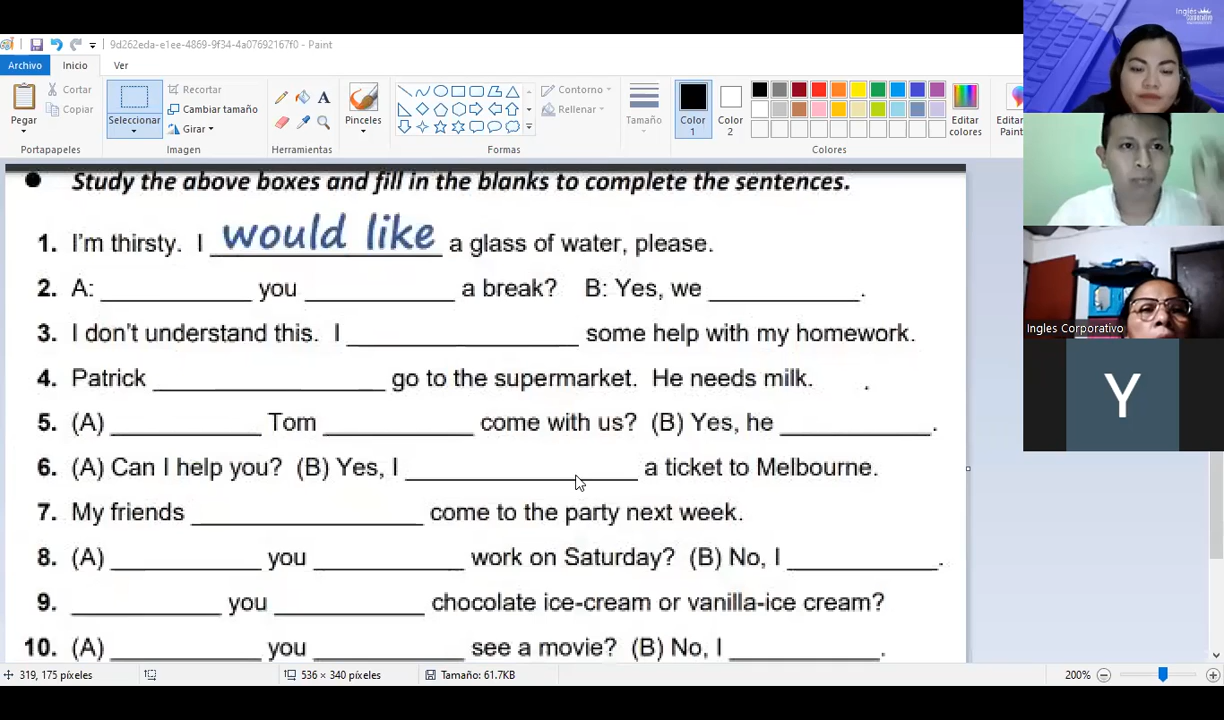 Inglés
Corporativo
9d262eda-e1ee-4869-9f34-4a07692167f0 - Paint
Archivo Inicio Ver
Pegar
Cortar
Copiar
Portapapeles
Seleccionar
Recortar
Cambiar tamaño
Girar
Imagen
A
Herramientas
Pinceles
Contorno
Rellenar
Formas
Tamaño
Color
1
Color
2
Editar
colores
Editar
Paint
Colores
Study the above boxes and fill in the blanks to complete the sentences.
1. I'm thirsty. I would like a glass of water, please.
2. A: ____________ you ____________ a break? B: Yes, we ____________.
3. I don't understand this. I ____________ some help with my homework.
4. Patrick ____________ go to the supermarket. He needs milk.
5. (A) ____________ Tom ____________ come with us? (B) Yes, he ____________.
6. (A) Can I help you? (B) Yes, I ____________ a ticket to Melbourne.
7. My friends ____________ come to the party next week.
8. (A) ____________ you ____________ work on Saturday? (B) No, I ____________.
9. ____________ you ____________ chocolate ice-cream or vanilla-ice cream?
10. (A) ____________ you ____________ see a movie? (B) No, I ____________.
Ingles Corporativo
Y
319, 175 píxeles
536 × 340 píxeles
Tamaño: 61.7KB
200%